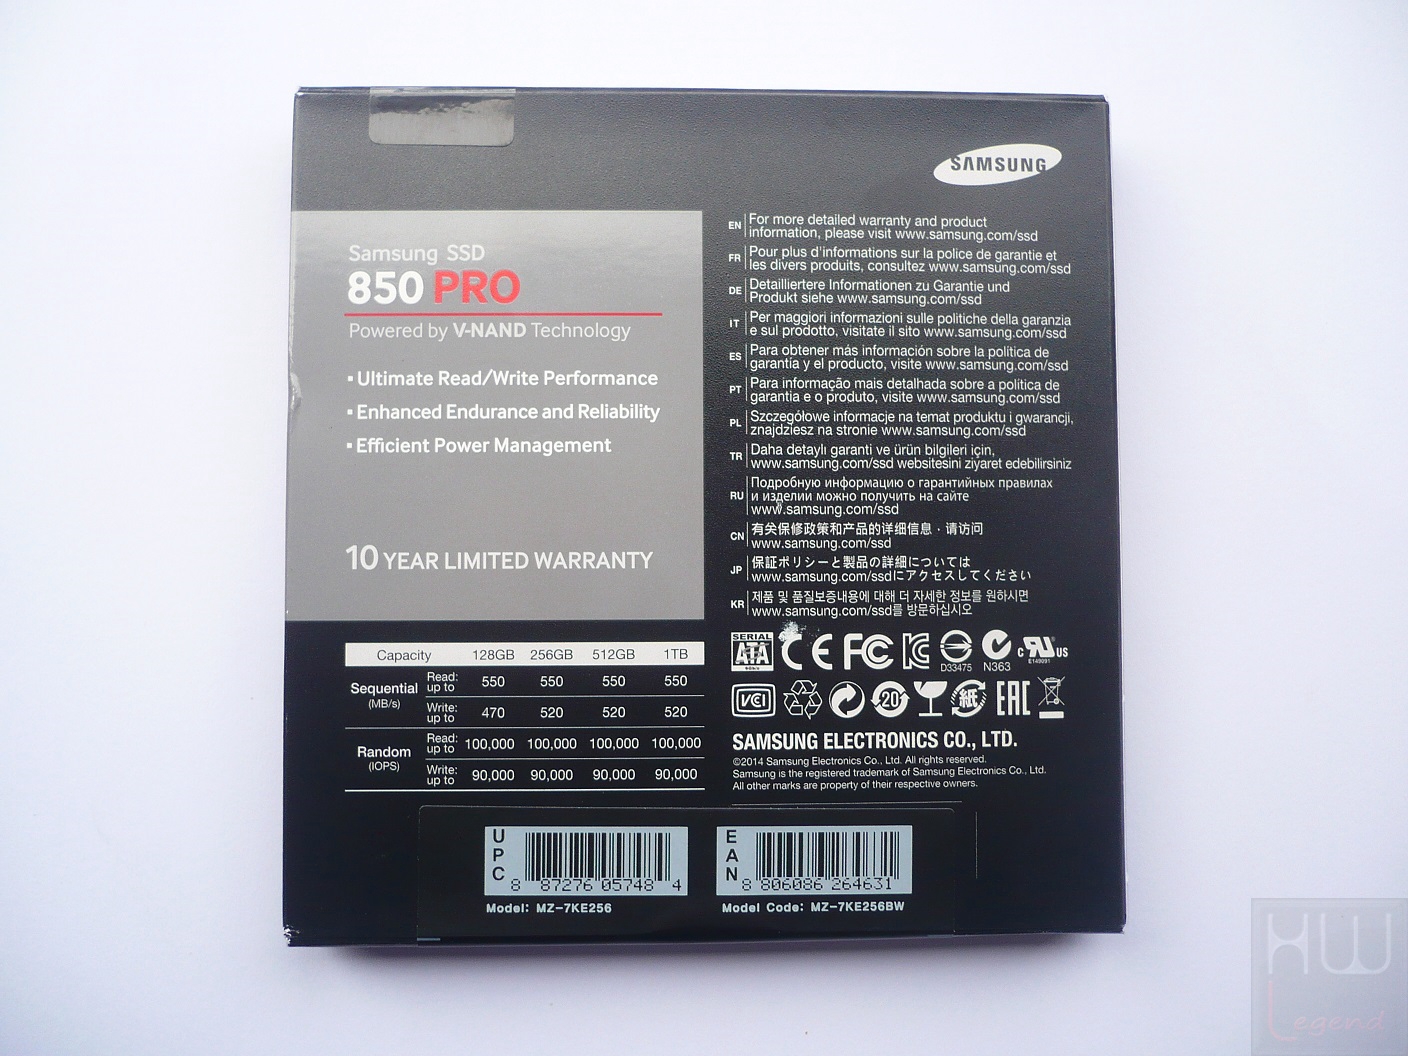 SAMSUNG
Samsung SSD
850 PRO
Powered by V-NAND Technology
▪ Ultimate Read/Write Performance
▪ Enhanced Endurance and Reliability
▪ Efficient Power Management
10 YEAR LIMITED WARRANTY
Capacity 128GB 256GB 512GB 1TB
Sequential (MB/s) Read: up to 550 550 550 550
Write: up to 470 520 520 520
Random (IOPS) Read: up to 100,000 100,000 100,000 100,000
Write: up to 90,000 90,000 90,000 90,000
EN For more detailed warranty and product
information, please visit www.samsung.com/ssd
FR Pour plus d'informations sur la police de garantie et
les divers produits, consultez www.samsung.com/ssd
DE Detailliertere Informationen zu Garantie und
Produkt siehe www.samsung.com/ssd
IT Per maggiori informazioni sulle politiche della garanzia
e sul prodotto, visitate il sito www.samsung.com/ssd
ES Para obtener más información sobre la política de
garantía y el producto, visite www.samsung.com/ssd
PT Para informação mais detalhada sobre a política de
garantia e o produto, visite www.samsung.com/ssd
PL Szczegółowe informacje na temat produktu i gwarancji,
znajdziesz na stronie www.samsung.com/ssd
TR Daha detaylı garanti ve ürün bilgileri için,
www.samsung.com/ssd websitesini ziyaret edebilirsiniz
RU Подробную информацию о гарантийных правилах
и изделии можно получить на сайте
www.samsung.com/ssd
CN 有关保修政策和产品的详细信息，请访问
www.samsung.com/ssd
JP 保証ポリシーと製品の詳細については
www.samsung.com/ssdにアクセスしてください
KR 제품 및 품질보증내용에 대해 더 자세한 정보를 원하시면
www.samsung.com/ssd를 방문하십시오
SERIAL ATA CE FC KC D33475 N363 c RU US E149091
VCI 20 紙 EAC
SAMSUNG ELECTRONICS CO., LTD.
©2014 Samsung Electronics Co., Ltd. All rights reserved.
Samsung is the registered trademark of Samsung Electronics Co., Ltd.
All other marks are property of their respective owners.
UPC 8 87276 05748 4
Model: MZ-7KE256
EAN 8 806086 264631
Model Code: MZ-7KE256BW
HW
Legend